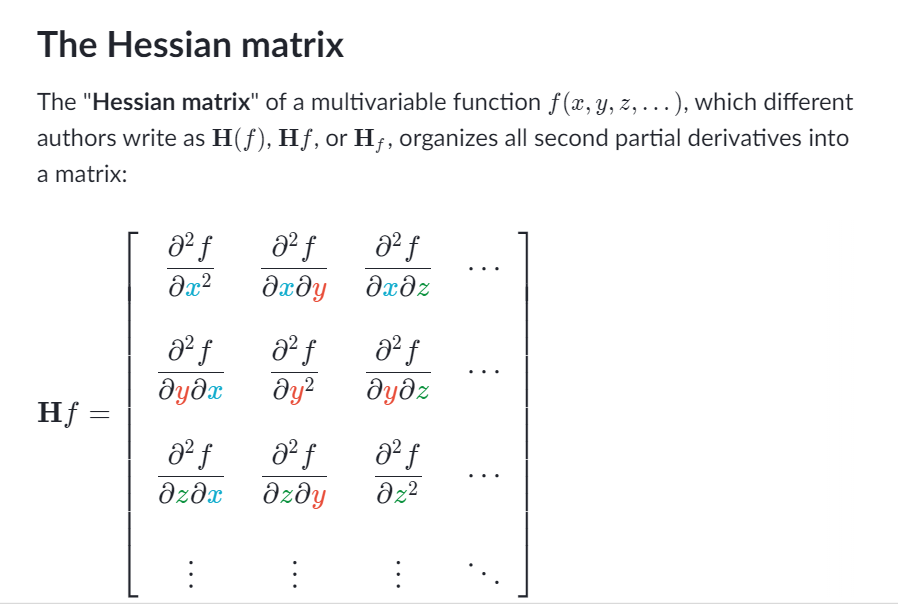 The Hessian matrix
The "Hessian matrix" of a multivariable function f(x, y, z, ...), which different
authors write as H(f), Hf, or H_f, organizes all second partial derivatives into
a matrix:
∂²f/∂x² ∂²f/∂x∂y ∂²f/∂x∂z ⋯
∂²f/∂y∂x ∂²f/∂y² ∂²f/∂y∂z ⋯
Hf =
∂²f/∂z∂x ∂²f/∂z∂y ∂²f/∂z² ⋯
⋮ ⋮ ⋮ ⋱